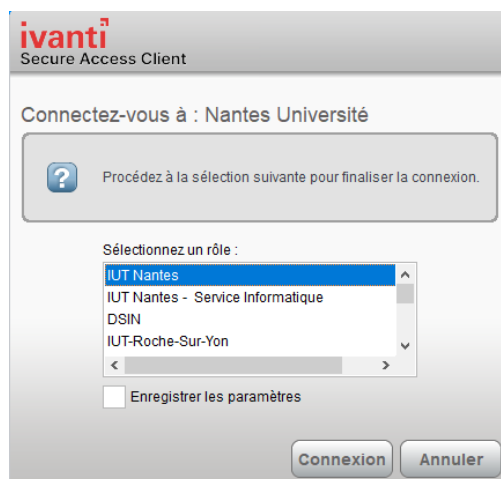 ivanti
Secure Access Client
Connectez-vous à : Nantes Université
Procédez à la sélection suivante pour finaliser la connexion.
Sélectionnez un rôle :
IUT Nantes
IUT Nantes - Service Informatique
DSIN
IUT-Roche-Sur-Yon
Enregistrer les paramètres
Connexion Annuler